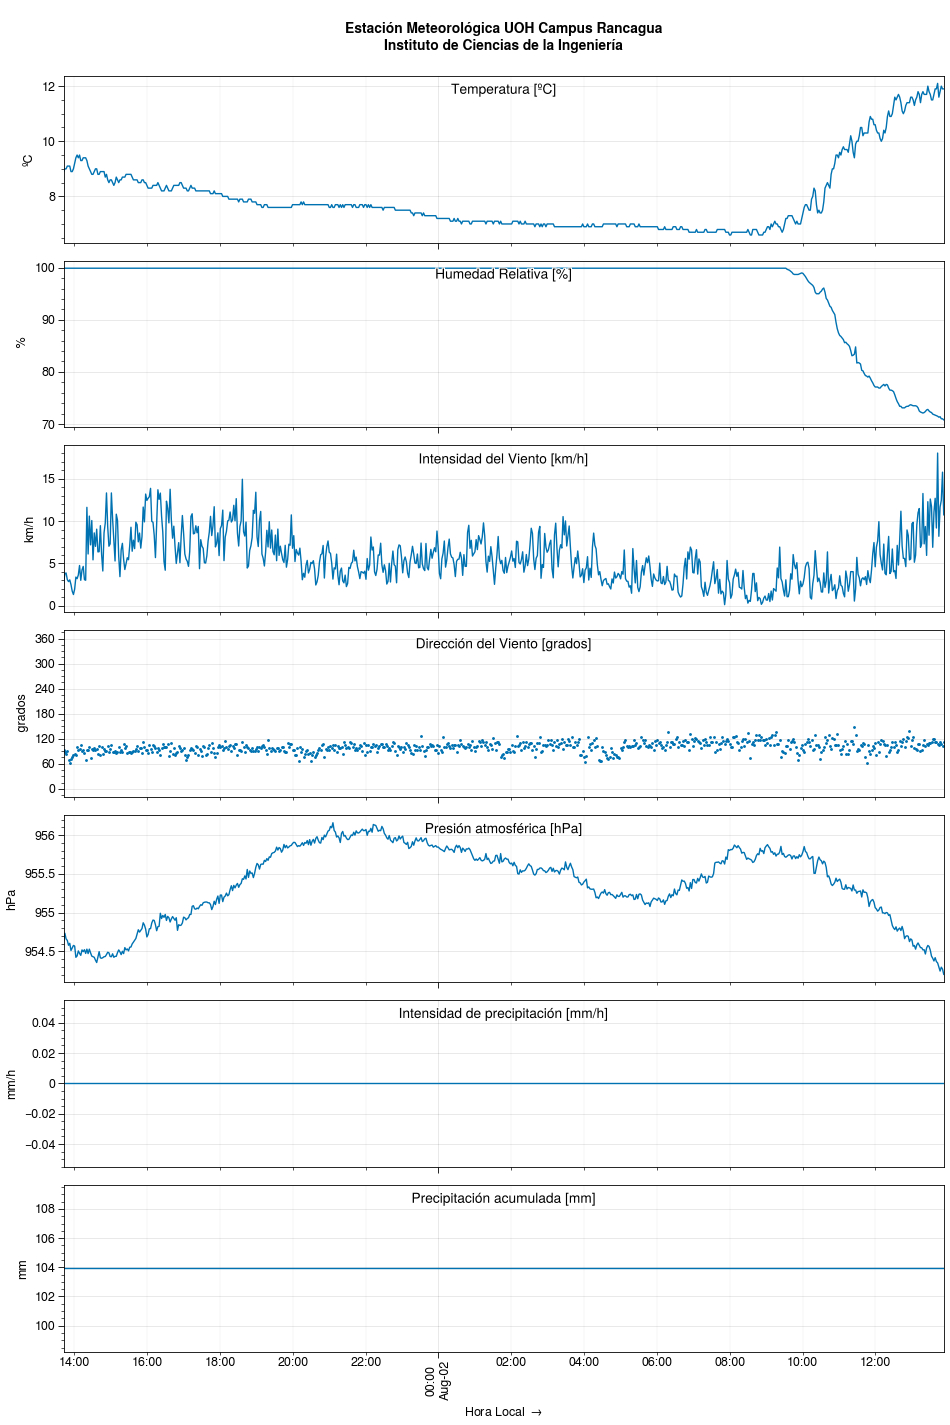 Estación Meteorológica UOH Campus Rancagua
Instituto de Ciencias de la Ingeniería
Temperatura [ºC]
12
10
8
ºC
Humedad Relativa [%]
100
90
80
70
%
Intensidad del Viento [km/h]
15
10
5
0
km/h
Dirección del Viento [grados]
360
300
240
180
120
60
0
grados
Presión atmosférica [hPa]
956
955.5
955
954.5
hPa
Intensidad de precipitación [mm/h]
0.04
0.02
0
−0.02
−0.04
mm/h
Precipitación acumulada [mm]
108
106
104
102
100
mm
14:00 16:00 18:00 20:00 22:00 00:00 02:00 04:00 06:00 08:00 10:00 12:00
Aug-02
Hora Local →